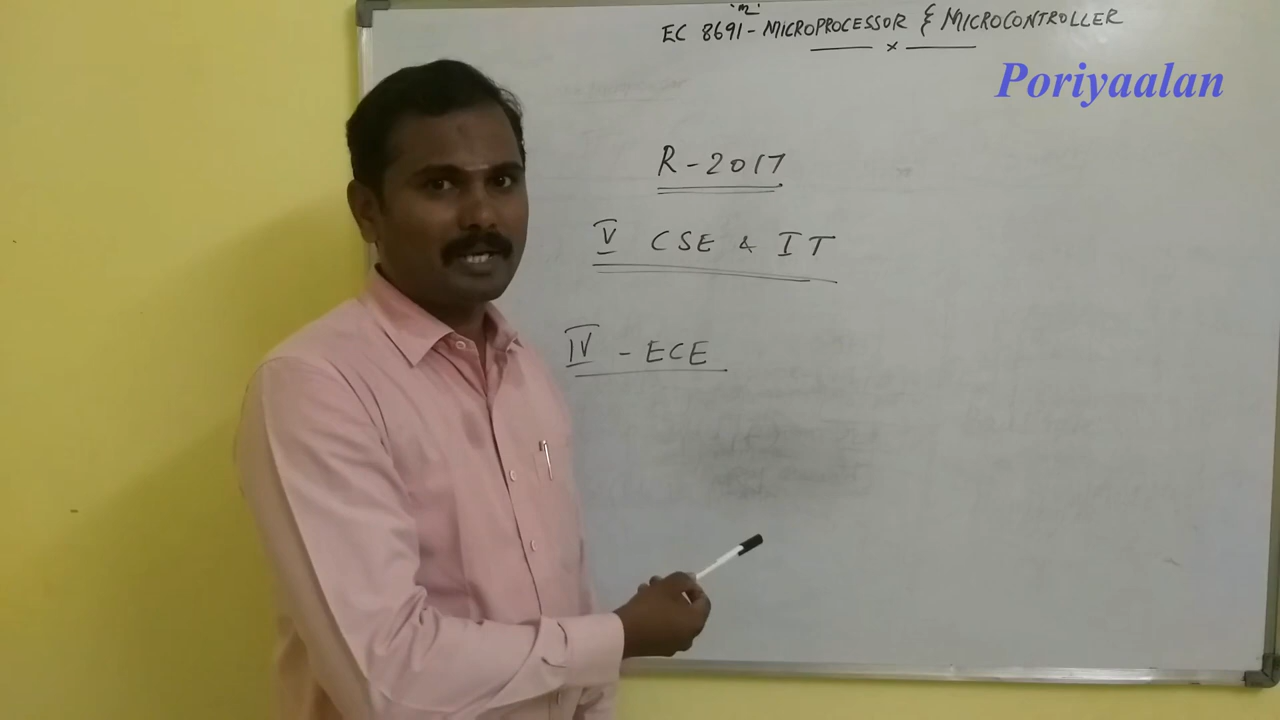 "m"
EC 8691 - MICROPROCESSOR & MICROCONTROLLER
Poriyaalan
R - 2017
V CSE & IT
IV - ECE